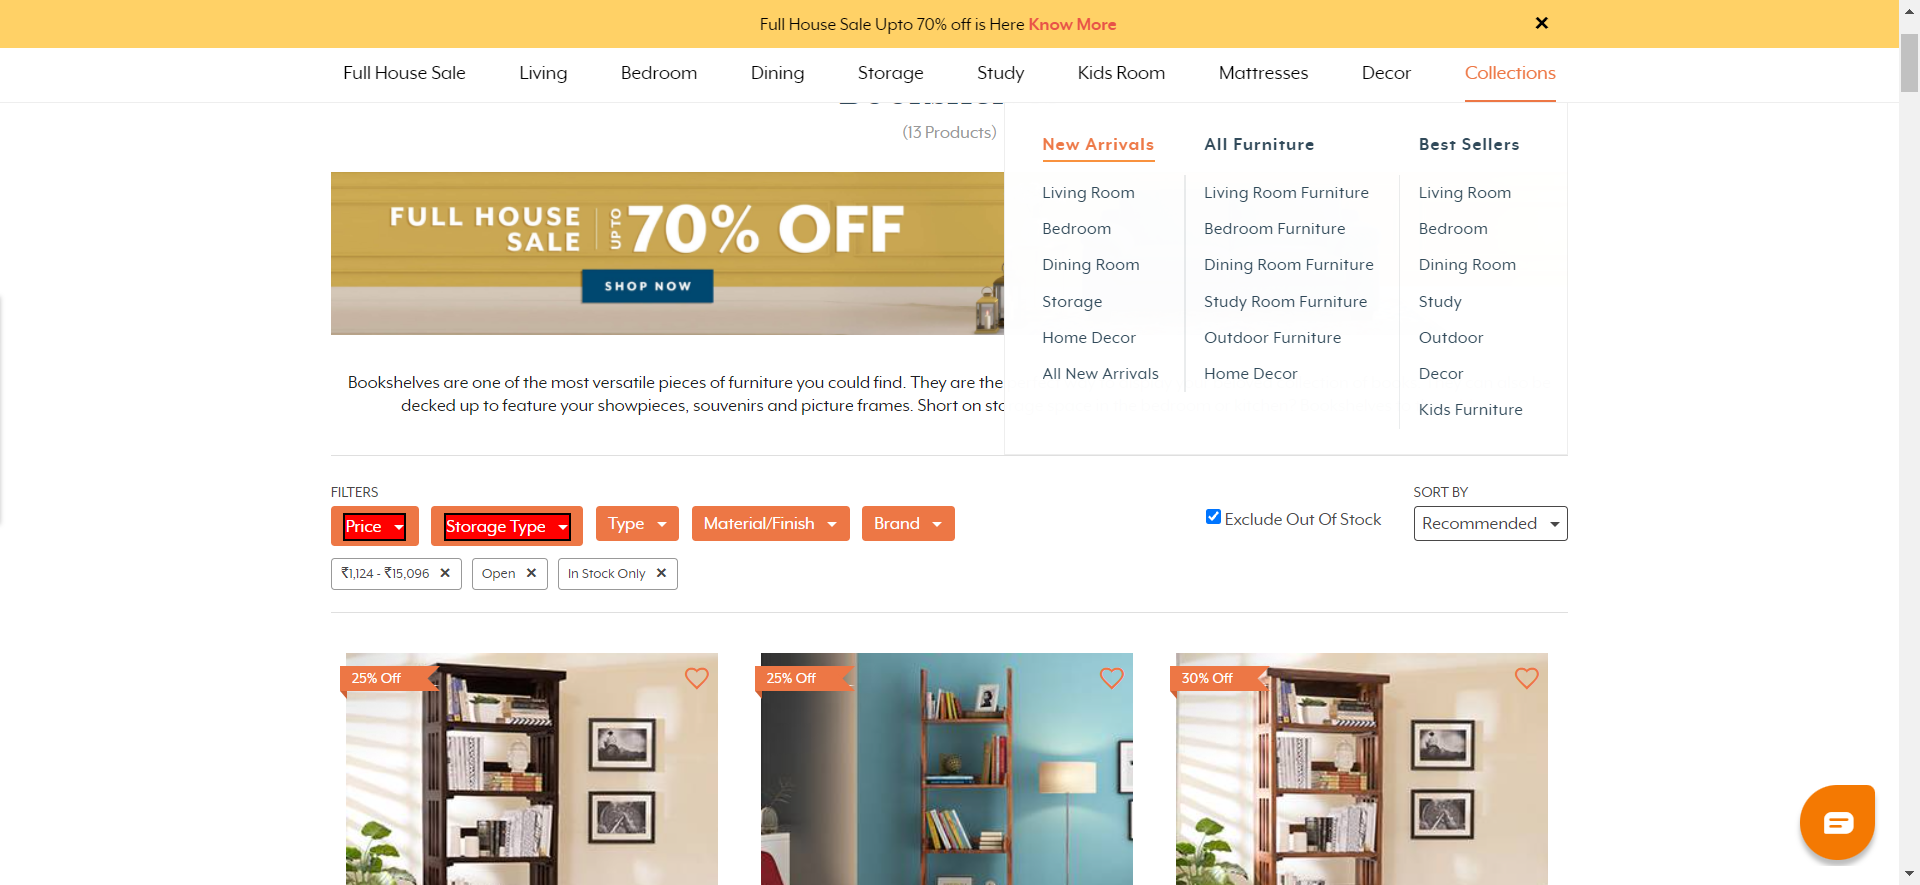 Full House Sale Upto 70% off is Here Know More
Full House Sale
Living
Bedroom
Dining
Storage
Study
Kids Room
Mattresses
Decor
Collections
(13 Products)
New Arrivals
Living Room
Bedroom
Dining Room
Storage
Home Decor
All New Arrivals
All Furniture
Living Room Furniture
Bedroom Furniture
Dining Room Furniture
Study Room Furniture
Outdoor Furniture
Home Decor
Best Sellers
Living Room
Bedroom
Dining Room
Study
Outdoor
Decor
Kids Furniture
FULL HOUSE
SALE
UPTO
70% OFF
SHOP NOW
Bookshelves are one of the most versatile pieces of furniture you could find. They are the
decked up to feature your showpieces, souvenirs and picture frames. Short on
FILTERS
Price
Storage Type
Type
Material/Finish
Brand
Exclude Out Of Stock
SORT BY
Recommended
₹1,124 - ₹15,096
Open
In Stock Only
25% Off
25% Off
30% Off